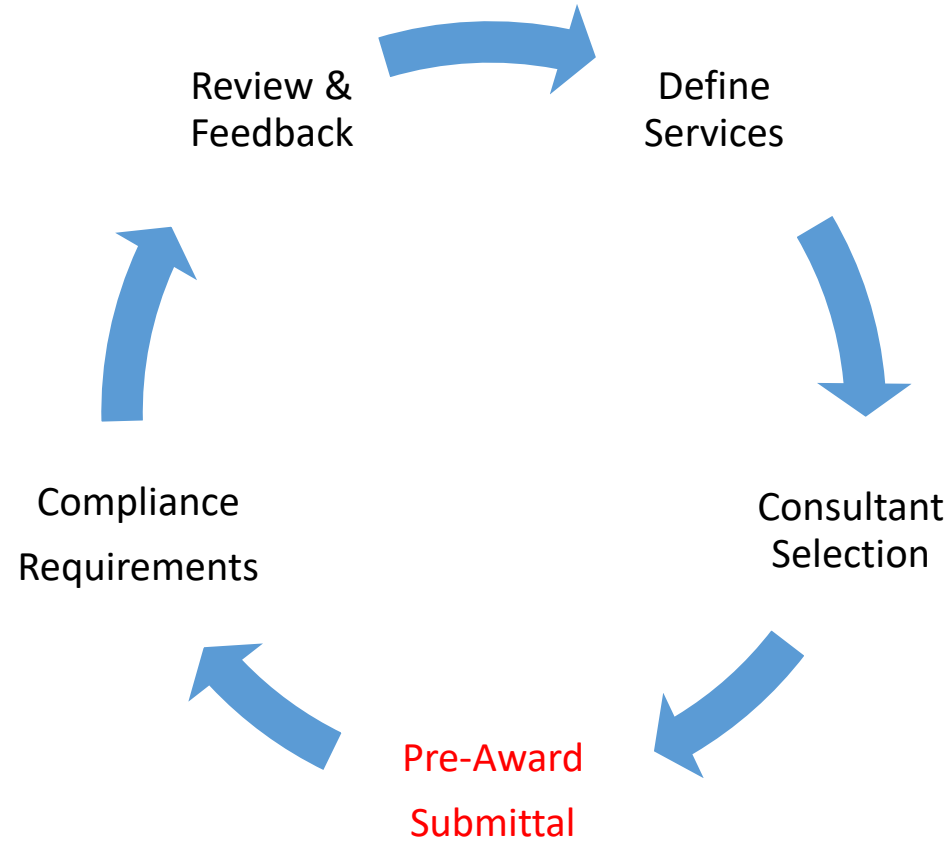 Review &
Feedback
Define
Services
Consultant
Selection
Pre-Award
Submittal
Compliance
Requirements